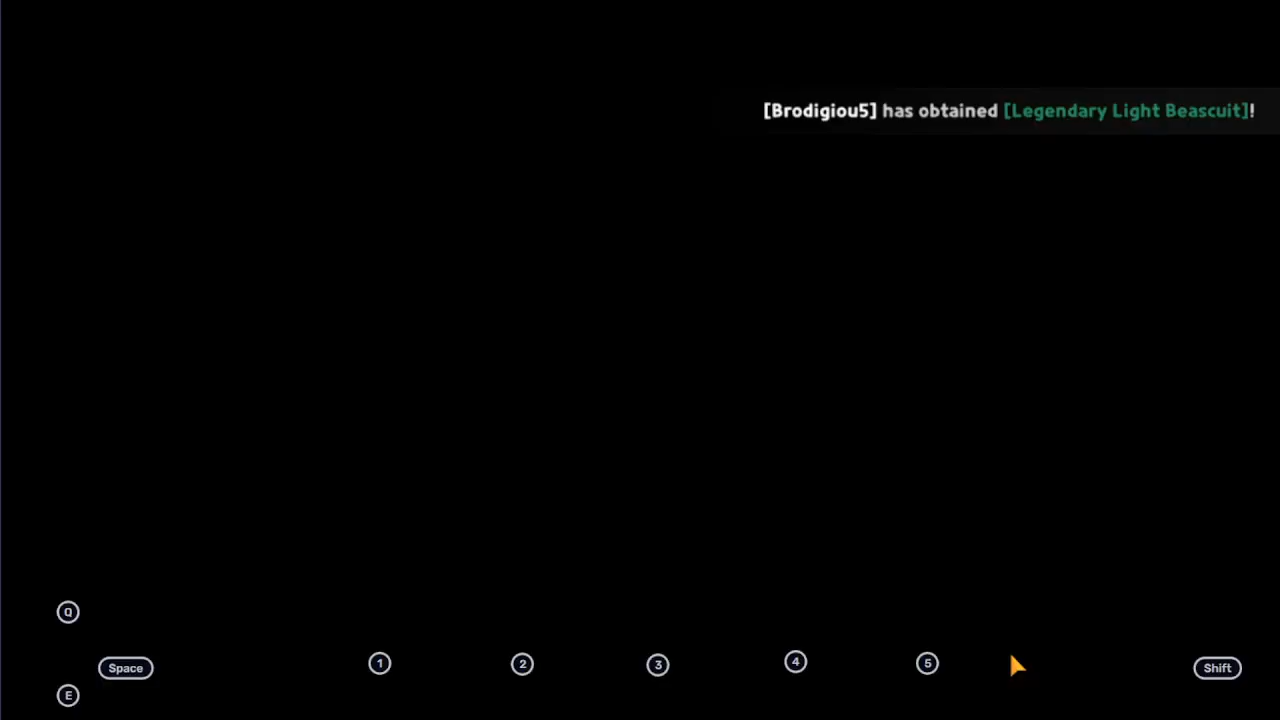 [Brodigiou5] has obtained [Legendary Light Beascuit]!
Q
Space
E
1
2
3
4
5
Shift